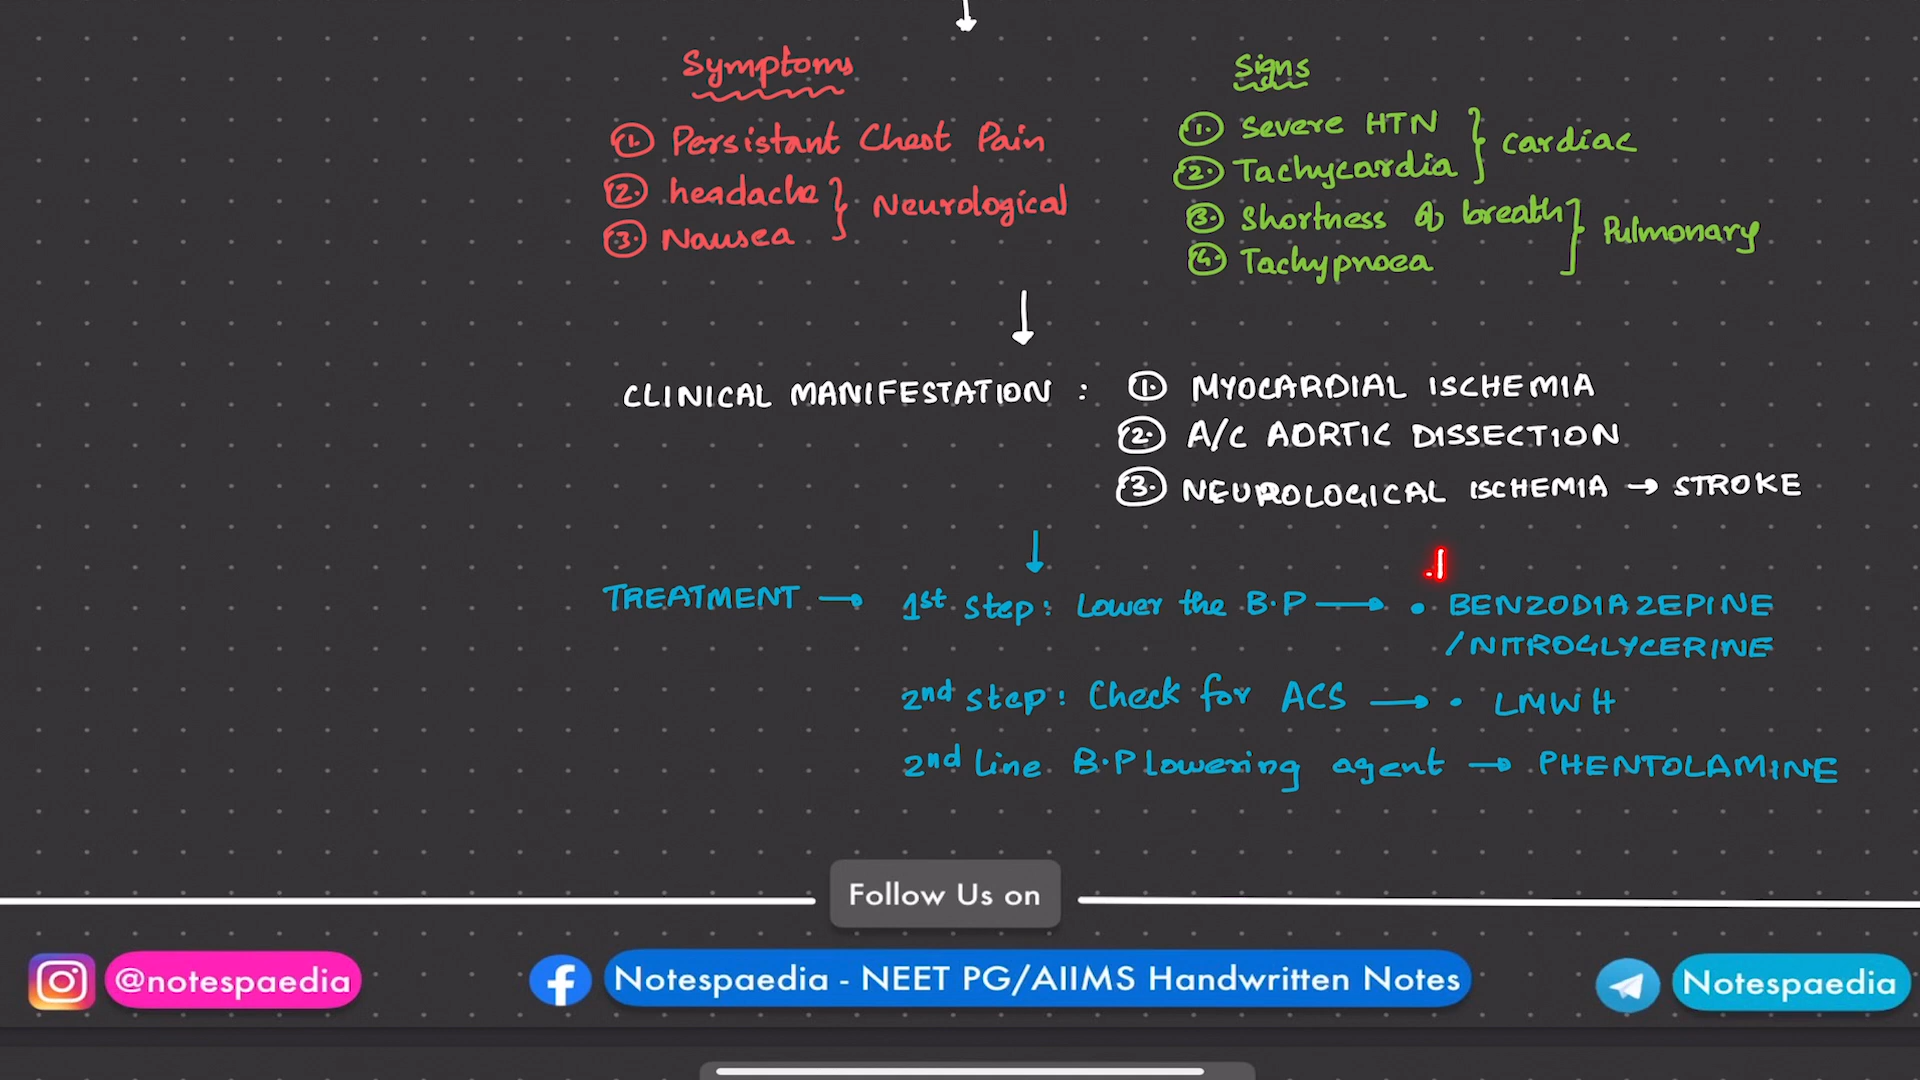 Symptoms
① Persistant Chest Pain
② headache } Neurological
③ Nausea
Signs
① Severe HTN } Cardiac
② Tachycardia
③ Shortness of breath } Pulmonary
④ Tachypnoea
CLINICAL MANIFESTATION : ① MYOCARDIAL ISCHEMIA
② A/C AORTIC DISSECTION
③ NEUROLOGICAL ISCHEMIA → STROKE
TREATMENT → 1st Step: Lower the B.P → • BENZODIAZEPINE
/NITROGLYCERINE
2nd Step: Check for ACS → • LMWH
2nd Line B.P lowering agent → PHENTOLAMINE
Follow Us on
@notespaedia
Notespaedia - NEET PG/AIIMS Handwritten Notes
Notespaedia